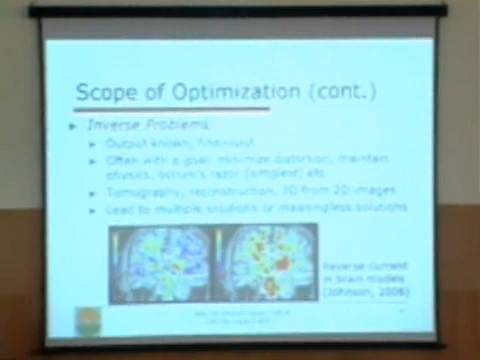 Scope of Optimization (cont.)
Inverse Problems
Output known, find input
Often with a goal: minimize distortion, maintain
physics, occum's razor (simplest) etc
Tomography, reconstruction, 3D from 2D images
Lead to multiple solutions or meaningless solutions
Reverse current
in brain models
(Johnson, 2006)